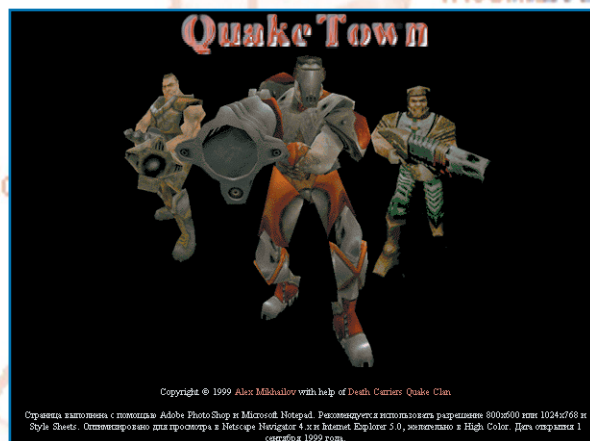 Quake Town
Copyright © 1999 Alex Mikhailov with help of Death Carriers Quake Clan
Страница выполнена с помощью Adobe PhotoShop и Microsoft Notepad. Рекомендуется использовать разрешение 800x600 или 1024x768 и
Style Sheets. Оптимизировано для просмотра в Netscape Navigator 4.x и Internet Explorer 5.0, желательно в High Color. Дата открытия 1
сентября 1999 года.